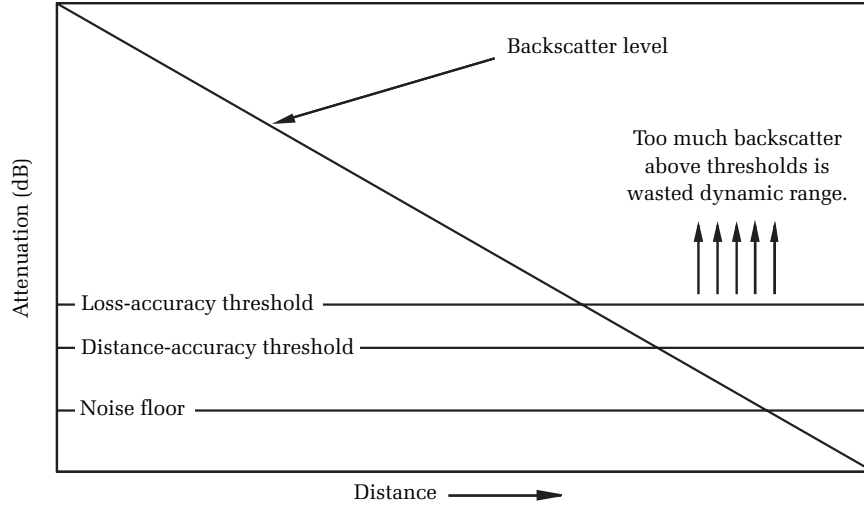 Backscatter level
Too much backscatter
above thresholds is
wasted dynamic range.
Attenuation (dB)
Loss-accuracy threshold
Distance-accuracy threshold
Noise floor
Distance